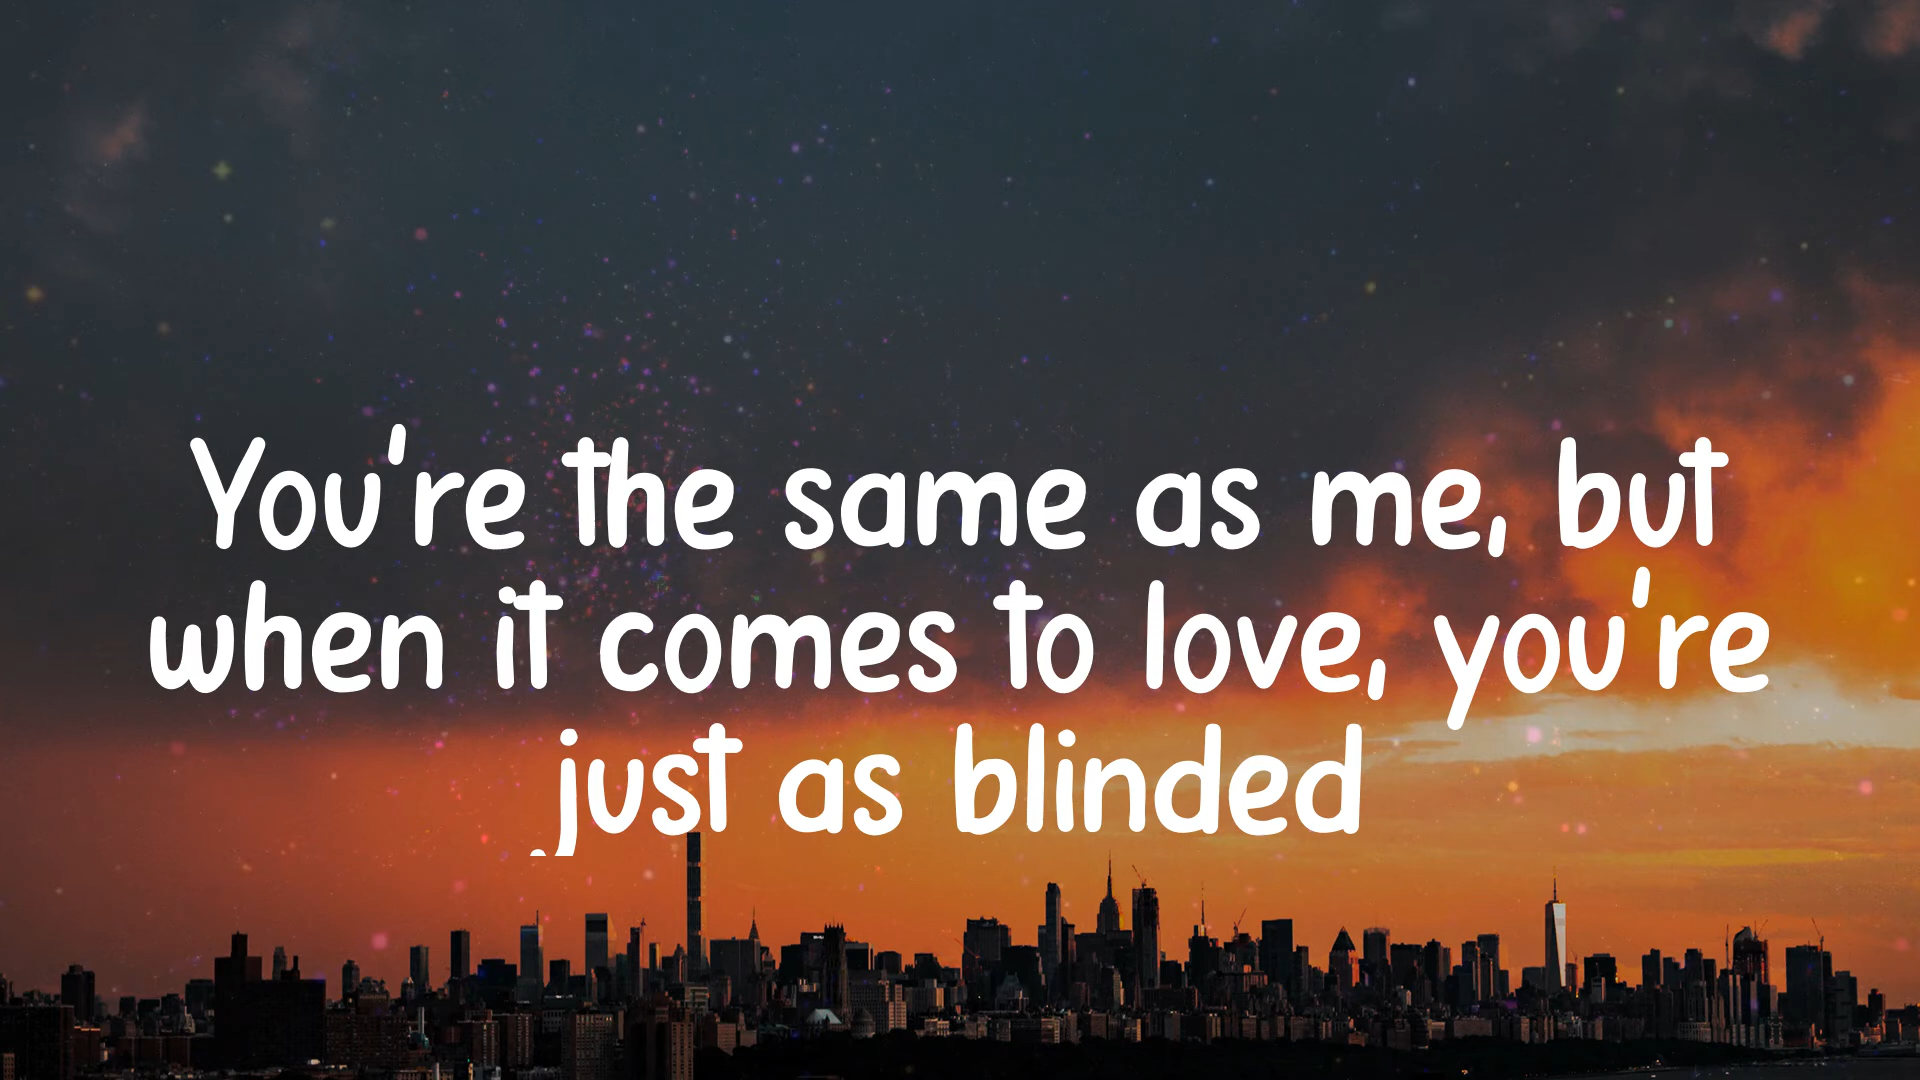 You're the same as me, but
when it comes to love, you're
just as blinded